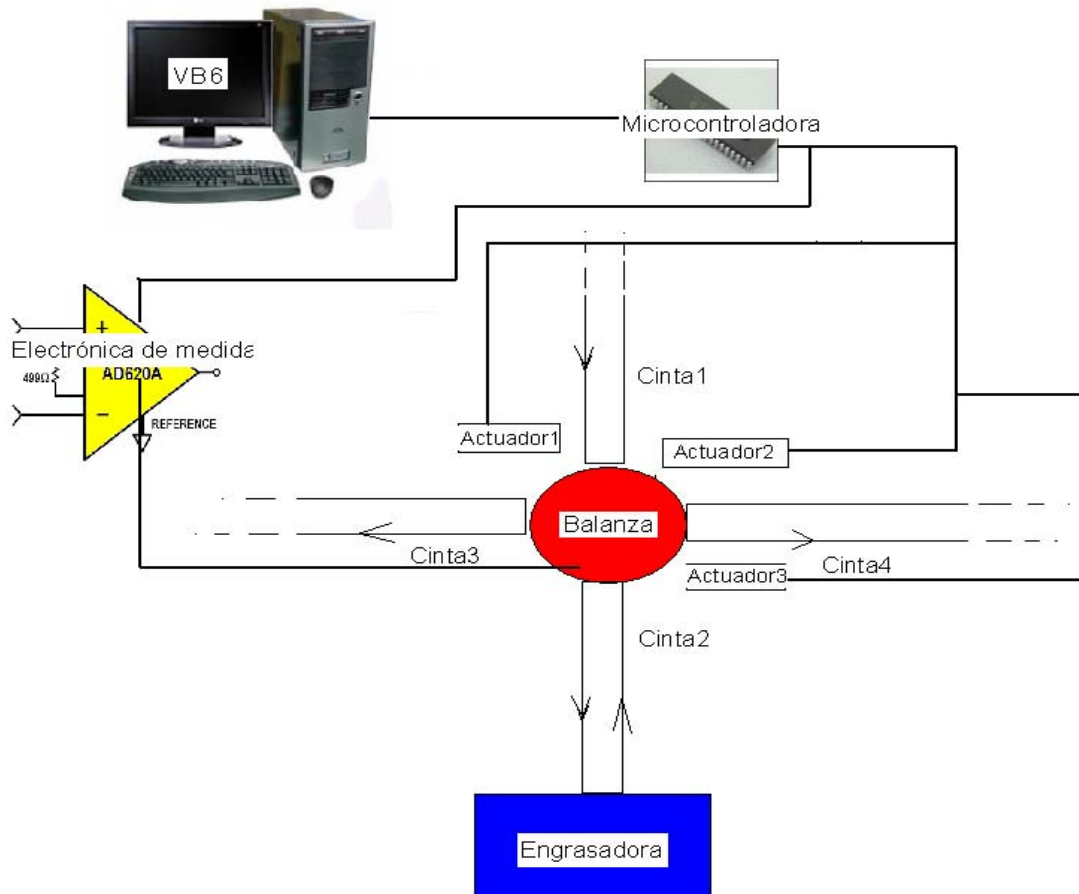 VB6
Microcontroladora
+
Electrónica de medida
499Ω
AD620A
−
REFERENCE
Cinta1
Actuador1
Actuador2
Balanza
Cinta3
Cinta4
Actuador3
Cinta2
Engrasadora